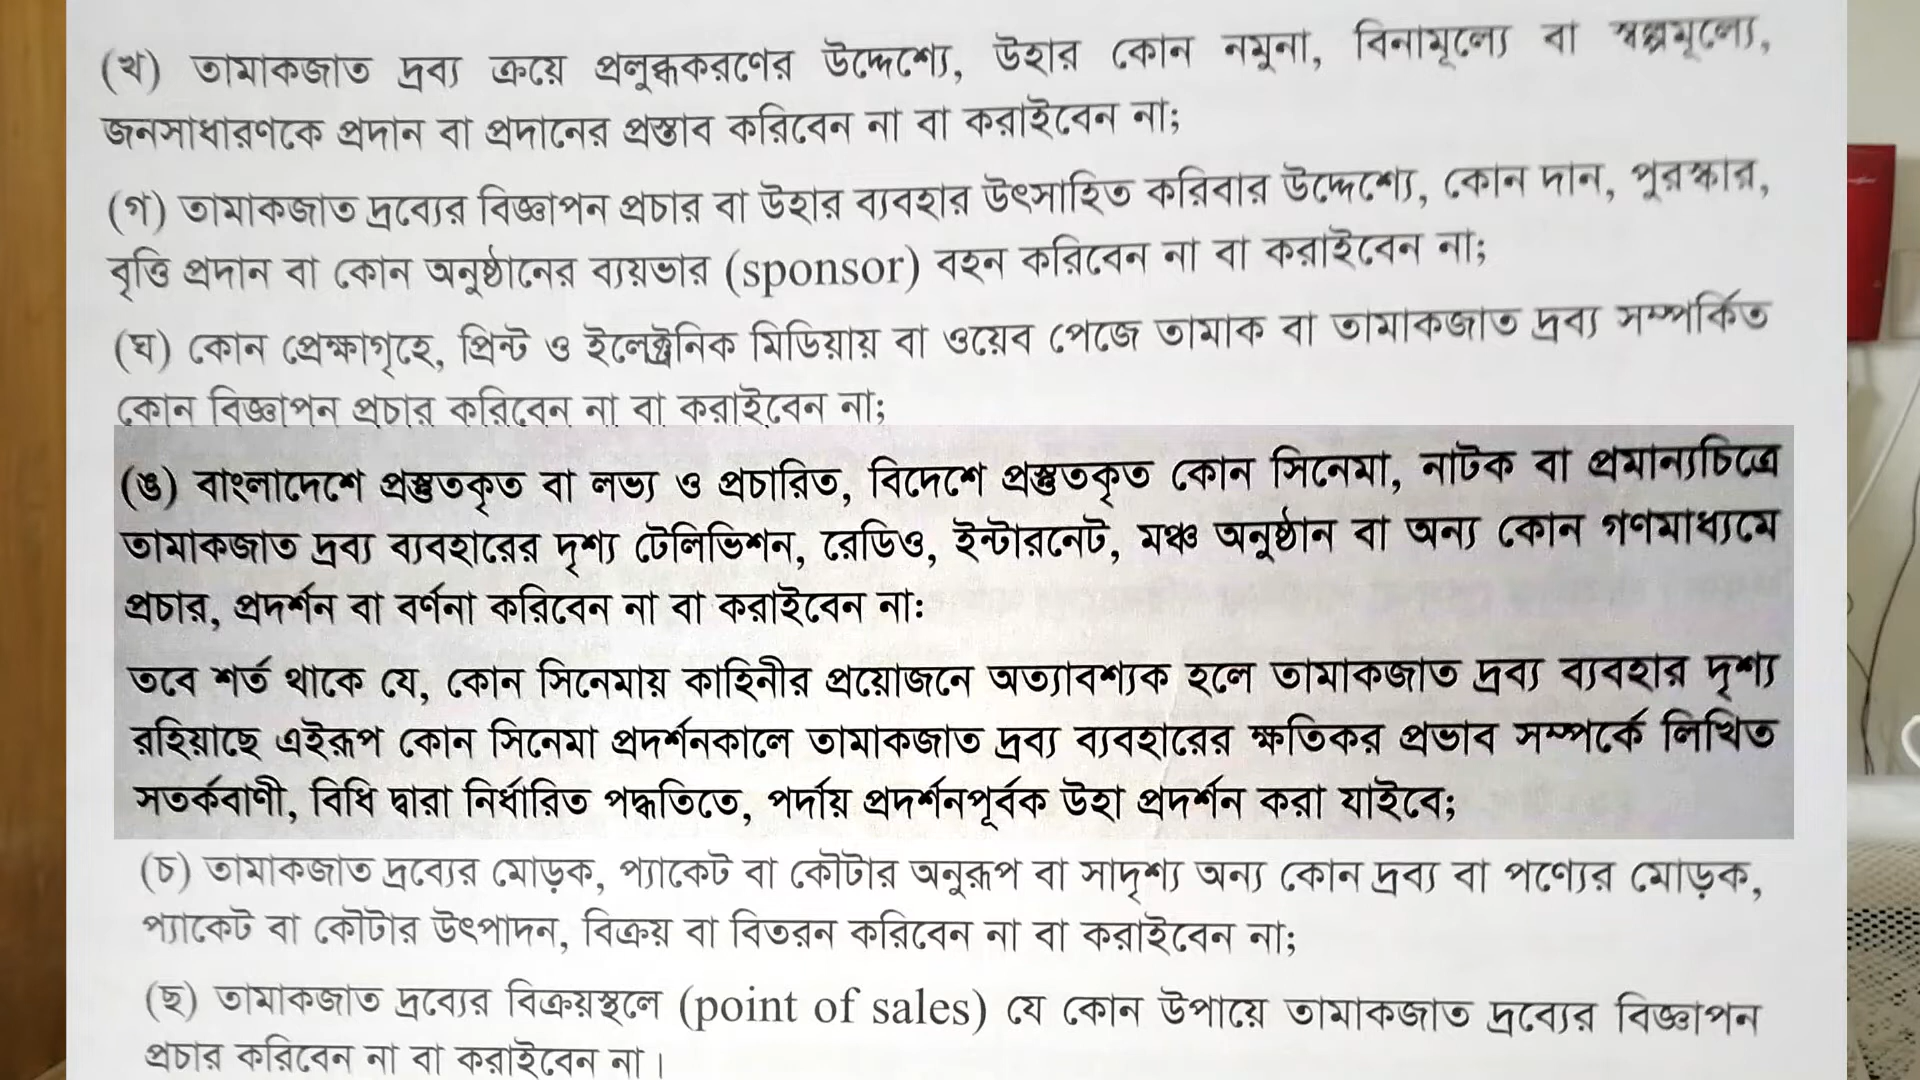 (খ) তামাকজাত দ্রব্য ক্রয়ে প্রলুব্ধকরণের উদ্দেশ্যে, উহার কোন নমুনা, বিনামূল্যে বা স্বল্পমূল্যে,
জনসাধারণকে প্রদান বা প্রদানের প্রস্তাব করিবেন না বা করাইবেন না;
(গ) তামাকজাত দ্রব্যের বিজ্ঞাপন প্রচার বা উহার ব্যবহার উৎসাহিত করিবার উদ্দেশ্যে, কোন দান, পুরস্কার,
বৃত্তি প্রদান বা কোন অনুষ্ঠানের ব্যয়ভার (sponsor) বহন করিবেন না বা করাইবেন না;
(ঘ) কোন প্রেক্ষাগৃহে, প্রিন্ট ও ইলেক্ট্রনিক মিডিয়ায় বা ওয়েব পেজে তামাক বা তামাকজাত দ্রব্য সম্পর্কিত
কোন বিজ্ঞাপন প্রচার করিবেন না বা করাইবেন না;
(ঙ) বাংলাদেশে প্রস্তুতকৃত বা লভ্য ও প্রচারিত, বিদেশে প্রস্তুতকৃত কোন সিনেমা, নাটক বা প্রমান্যচিত্রে
তামাকজাত দ্রব্য ব্যবহারের দৃশ্য টেলিভিশন, রেডিও, ইন্টারনেট, মঞ্চ অনুষ্ঠান বা অন্য কোন গণমাধ্যমে
প্রচার, প্রদর্শন বা বর্ণনা করিবেন না বা করাইবেন না:
তবে শর্ত থাকে যে, কোন সিনেমায় কাহিনীর প্রয়োজনে অত্যাবশ্যক হলে তামাকজাত দ্রব্য ব্যবহার দৃশ্য
রহিয়াছে এইরূপ কোন সিনেমা প্রদর্শনকালে তামাকজাত দ্রব্য ব্যবহারের ক্ষতিকর প্রভাব সম্পর্কে লিখিত
সতর্কবাণী, বিধি দ্বারা নির্ধারিত পদ্ধতিতে, পর্দায় প্রদর্শনপূর্বক উহা প্রদর্শন করা যাইবে;
(চ) তামাকজাত দ্রব্যের মোড়ক, প্যাকেট বা কৌটার অনুরূপ বা সাদৃশ্য অন্য কোন দ্রব্য বা পণ্যের মোড়ক,
প্যাকেট বা কৌটার উৎপাদন, বিক্রয় বা বিতরন করিবেন না বা করাইবেন না;
(ছ) তামাকজাত দ্রব্যের বিক্রয়স্থলে (point of sales) যে কোন উপায়ে তামাকজাত দ্রব্যের বিজ্ঞাপন
প্রচার করিবেন না বা করাইবেন না।